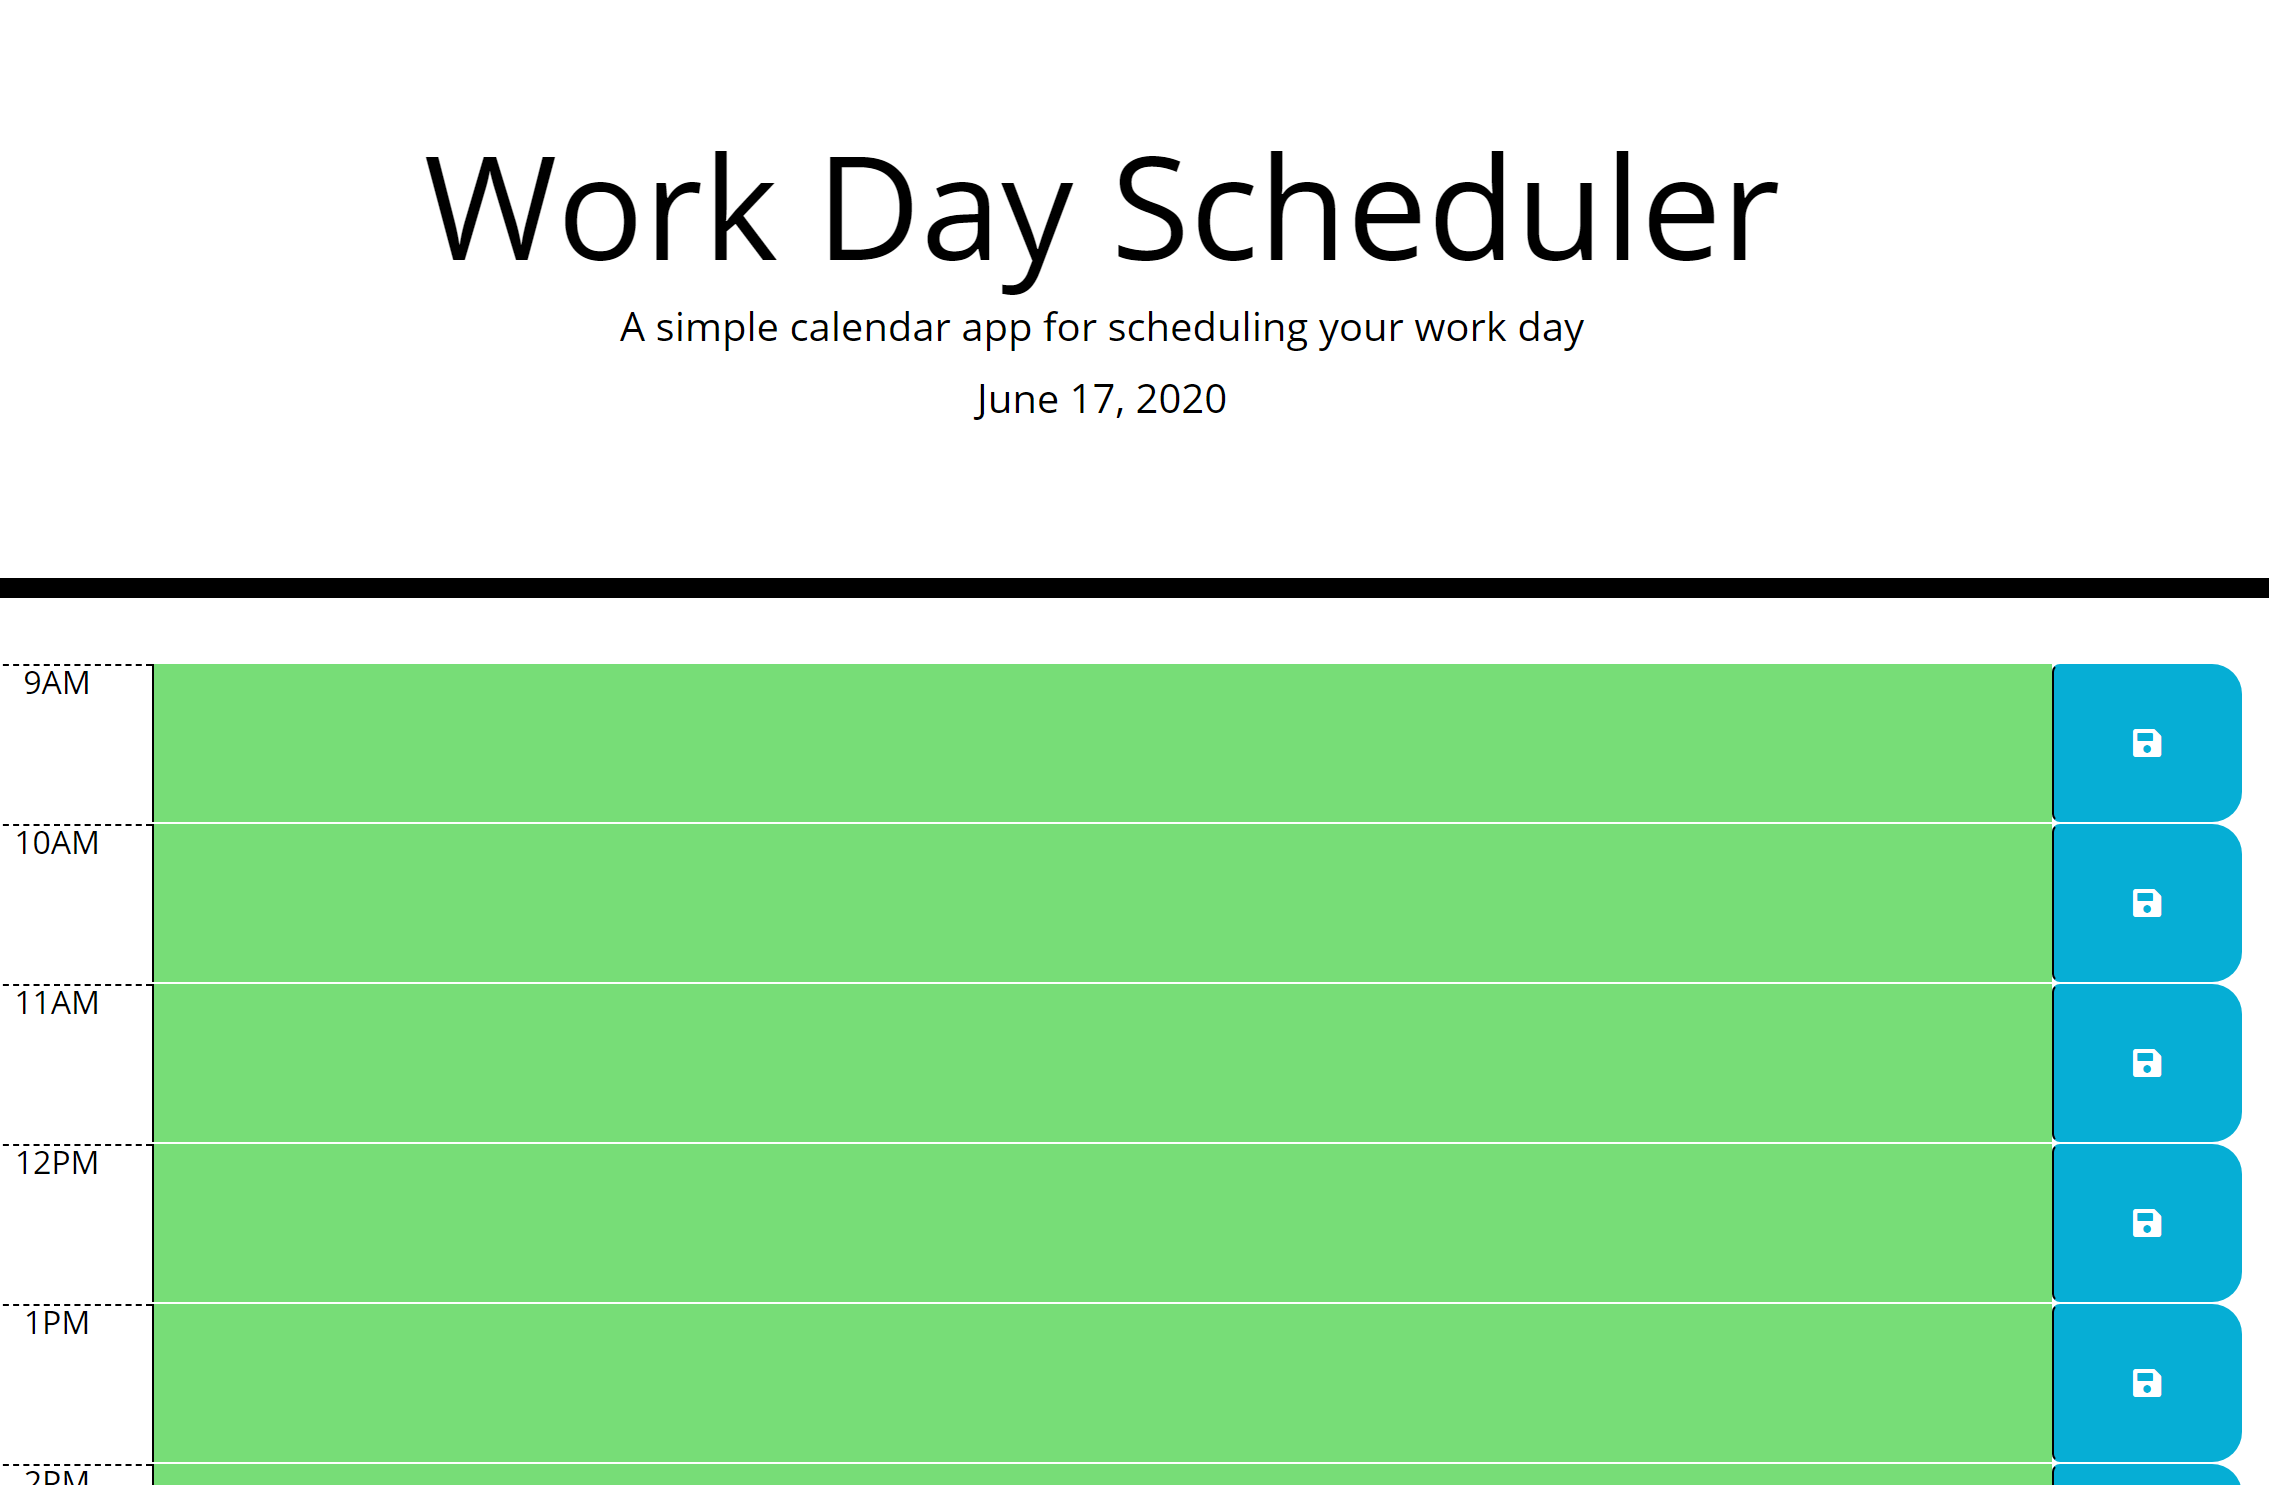 Work Day Scheduler
A simple calendar app for scheduling your work day
June 17, 2020
9AM
10AM
11AM
12PM
1PM
2PM